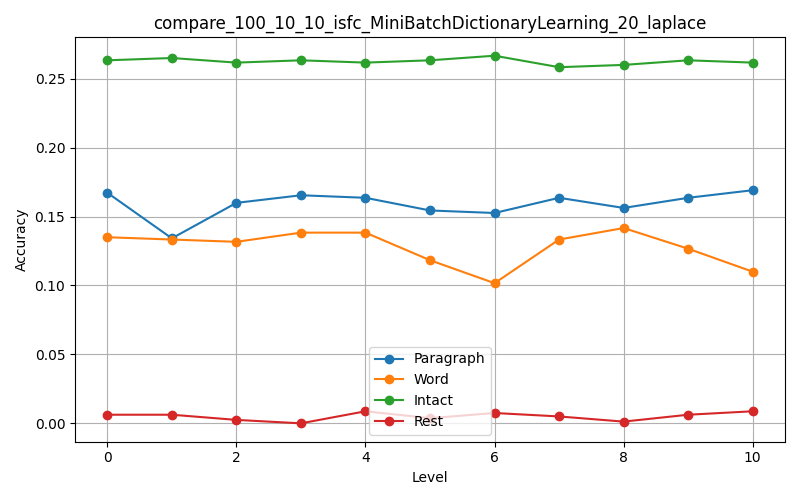 compare_100_10_10_isfc_MiniBatchDictionaryLearning_20_laplace
0.25
0.20
0.15
0.10
0.05
0.00
Accuracy
Paragraph
Word
Intact
Rest
0 2 4 6 8 10
Level